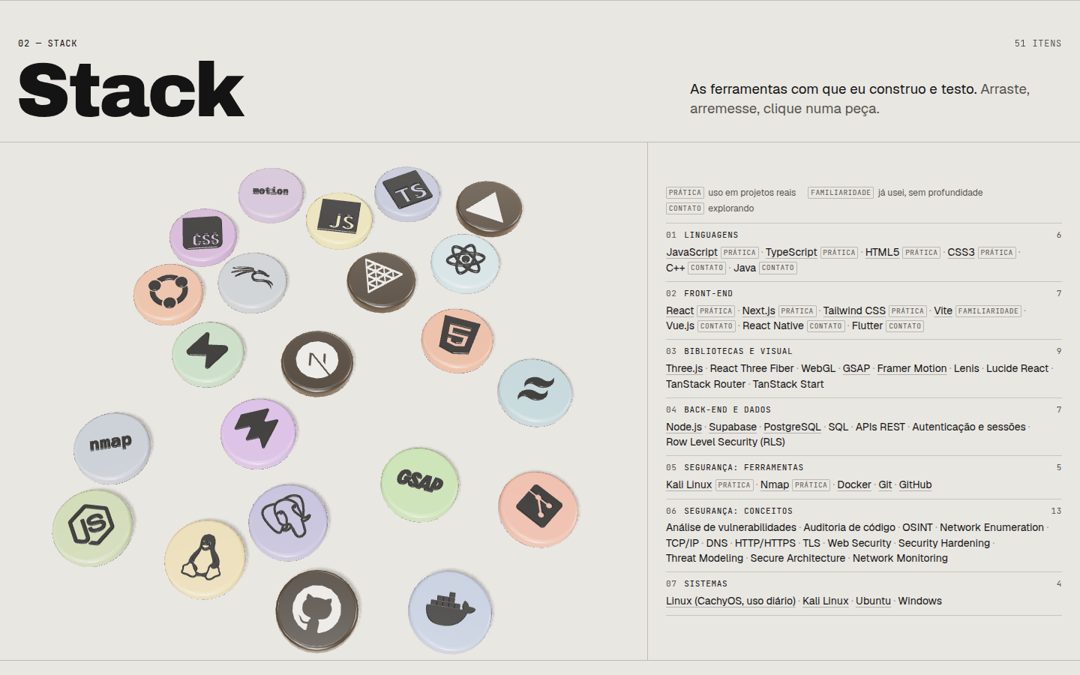 02 — STACK
51 ITENS
Stack
As ferramentas com que eu construo e testo. Arraste,
arremesse, clique numa peça.
motion
TS
JS
CSS
5
N
nmap
GSAP
JS
PRÁTICA uso em projetos reais FAMILIARIDADE já usei, sem profundidade
CONTATO explorando
01 LINGUAGENS 6
JavaScript PRÁTICA · TypeScript PRÁTICA · HTML5 PRÁTICA · CSS3 PRÁTICA ·
C++ CONTATO · Java CONTATO
02 FRONT-END 7
React PRÁTICA · Next.js PRÁTICA · Tailwind CSS PRÁTICA · Vite FAMILIARIDADE ·
Vue.js CONTATO · React Native CONTATO · Flutter CONTATO
03 BIBLIOTECAS E VISUAL 9
Three.js · React Three Fiber · WebGL · GSAP · Framer Motion · Lenis · Lucide React ·
TanStack Router · TanStack Start
04 BACK-END E DADOS 7
Node.js · Supabase · PostgreSQL · SQL · APIs REST · Autenticação e sessões ·
Row Level Security (RLS)
05 SEGURANÇA: FERRAMENTAS 5
Kali Linux PRÁTICA · Nmap PRÁTICA · Docker · Git · GitHub
06 SEGURANÇA: CONCEITOS 13
Análise de vulnerabilidades · Auditoria de código · OSINT · Network Enumeration ·
TCP/IP · DNS · HTTP/HTTPS · TLS · Web Security · Security Hardening ·
Threat Modeling · Secure Architecture · Network Monitoring
07 SISTEMAS 4
Linux (CachyOS, uso diário) · Kali Linux · Ubuntu · Windows